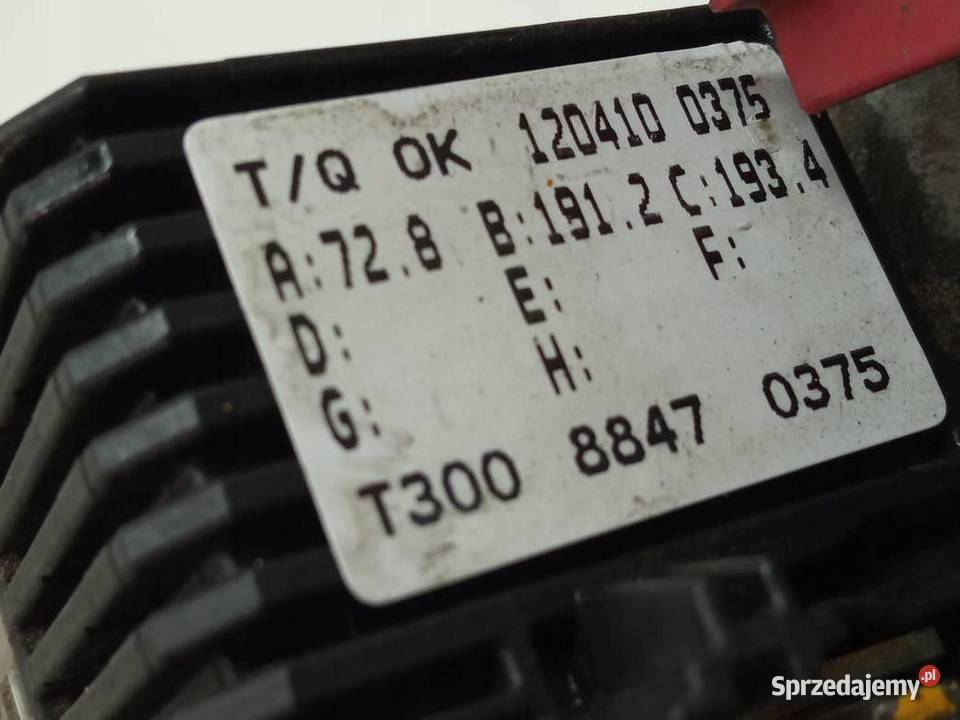 T/Q OK 120410 0375
A:72.8 B:191.2 C:193.4
D: E: F:
G: H:
T300 8847 0375
Sprzedajemy.pl